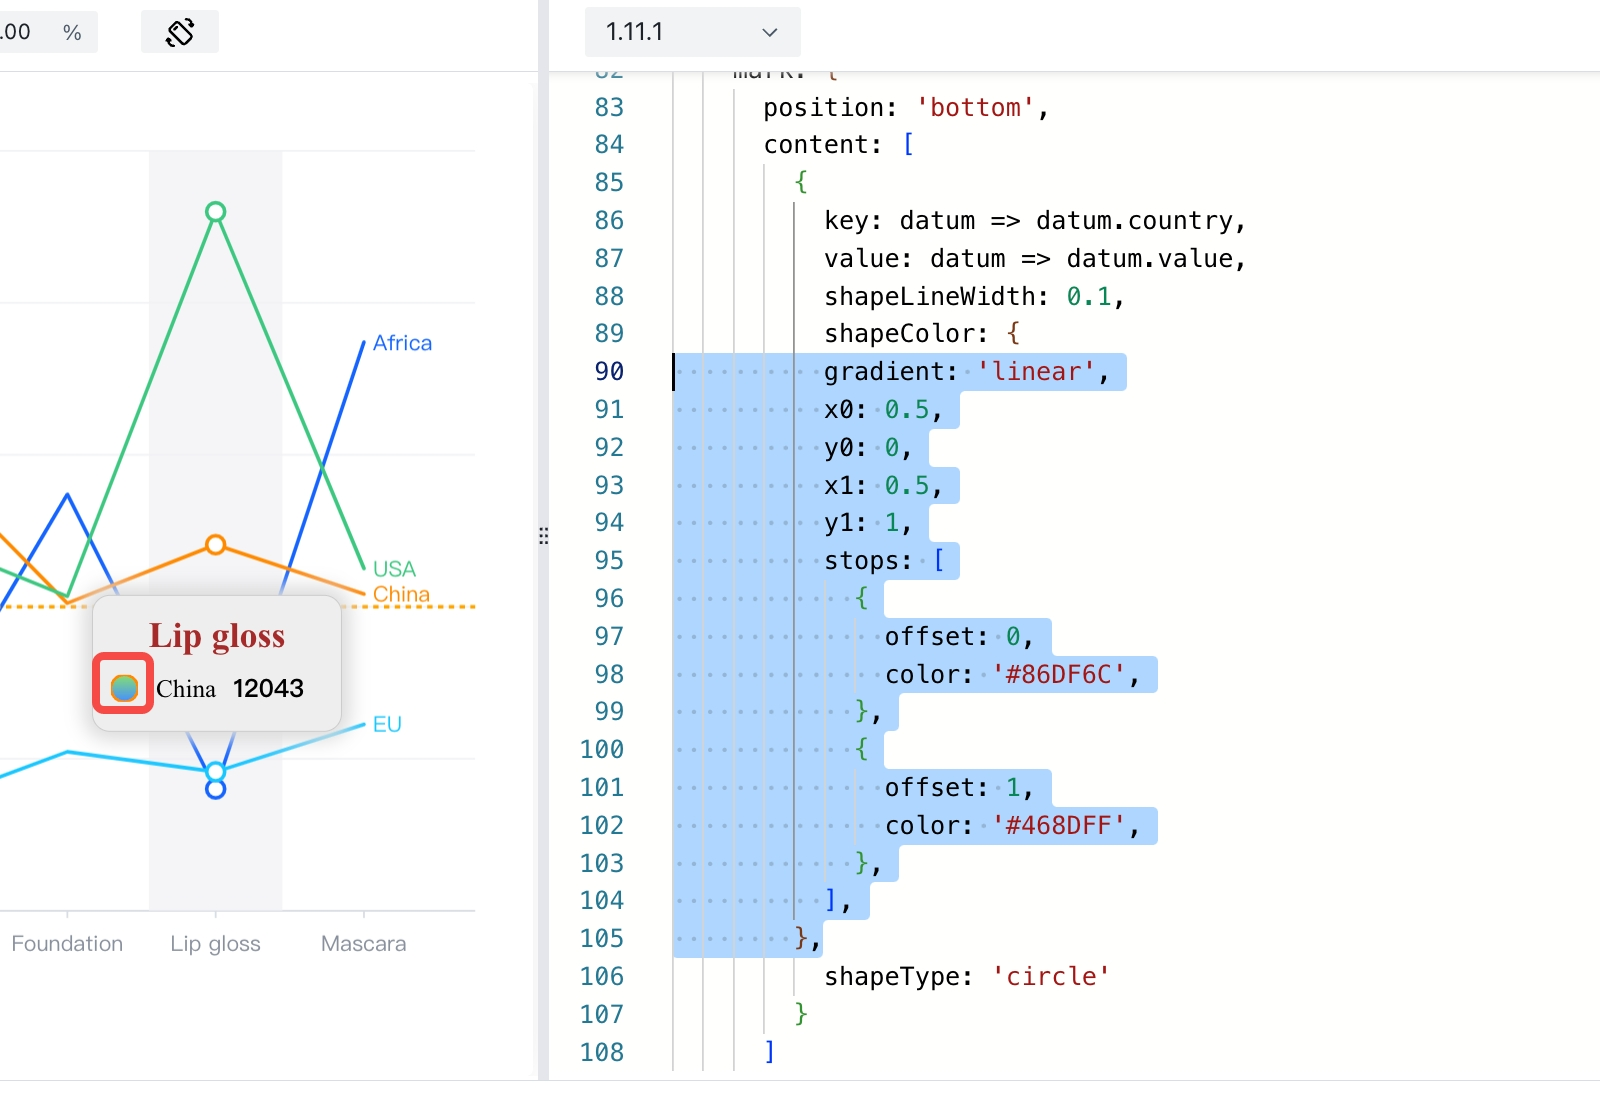 .00 %
Africa
USA
China
Lip gloss
China 12043
EU
Foundation Lip gloss Mascara
1.11.1
82 mark: {
83 position: 'bottom',
84 content: [
85 {
86 key: datum => datum.country,
87 value: datum => datum.value,
88 shapeLineWidth: 0.1,
89 shapeColor: {
90 gradient: 'linear',
91 x0: 0.5,
92 y0: 0,
93 x1: 0.5,
94 y1: 1,
95 stops: [
96 {
97 offset: 0,
98 color: '#86DF6C',
99 },
100 {
101 offset: 1,
102 color: '#468DFF',
103 },
104 ],
105 },
106 shapeType: 'circle'
107 }
108 ]